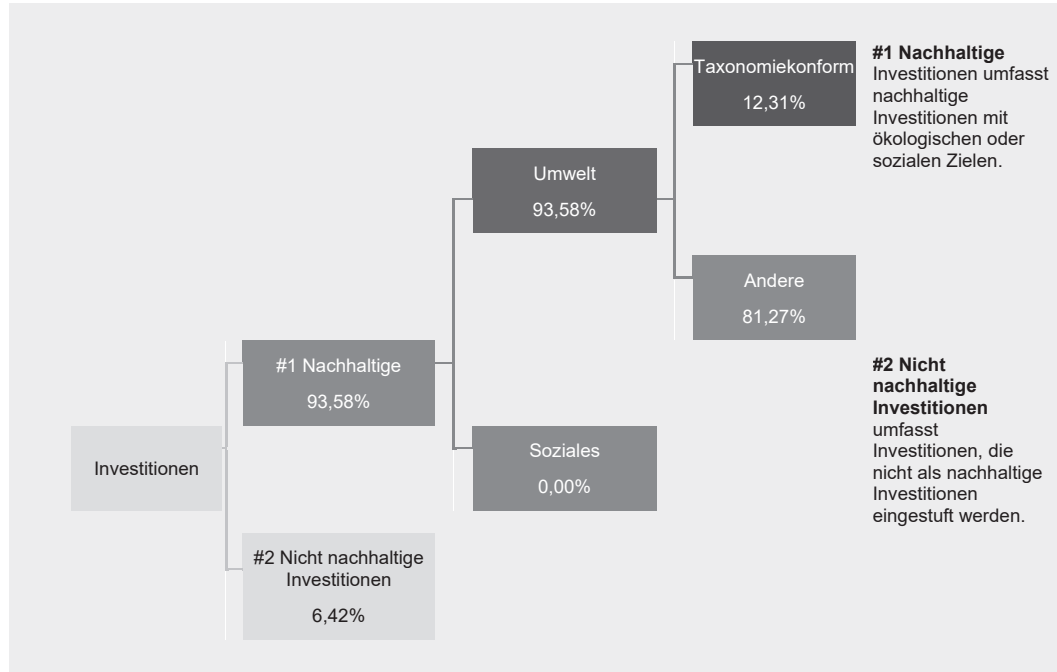 Taxonomiekonform
12,31%
#1 Nachhaltige
Investitionen umfasst
nachhaltige
Investitionen mit
ökologischen oder
sozialen Zielen.
Umwelt
93,58%
Andere
81,27%
#1 Nachhaltige
93,58%
Investitionen
Soziales
0,00%
#2 Nicht nachhaltige
Investitionen
6,42%
#2 Nicht
nachhaltige
Investitionen
umfasst
Investitionen, die
nicht als nachhaltige
Investitionen
eingestuft werden.